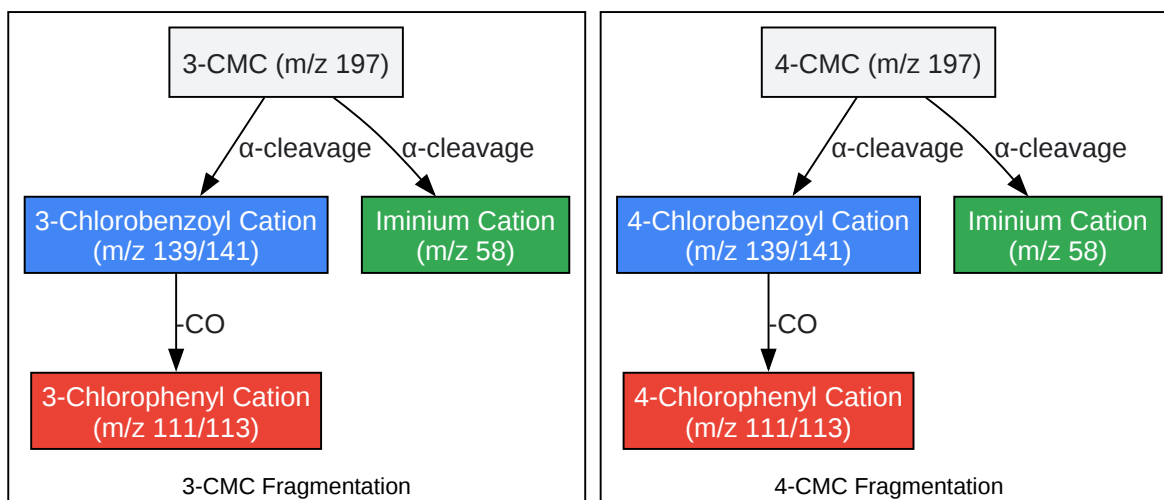 3-CMC (m/z 197)
α-cleavage
α-cleavage
3-Chlorobenzoyl Cation
(m/z 139/141)
Iminium Cation
(m/z 58)
-CO
3-Chlorophenyl Cation
(m/z 111/113)
3-CMC Fragmentation
4-CMC (m/z 197)
α-cleavage
α-cleavage
4-Chlorobenzoyl Cation
(m/z 139/141)
Iminium Cation
(m/z 58)
-CO
4-Chlorophenyl Cation
(m/z 111/113)
4-CMC Fragmentation